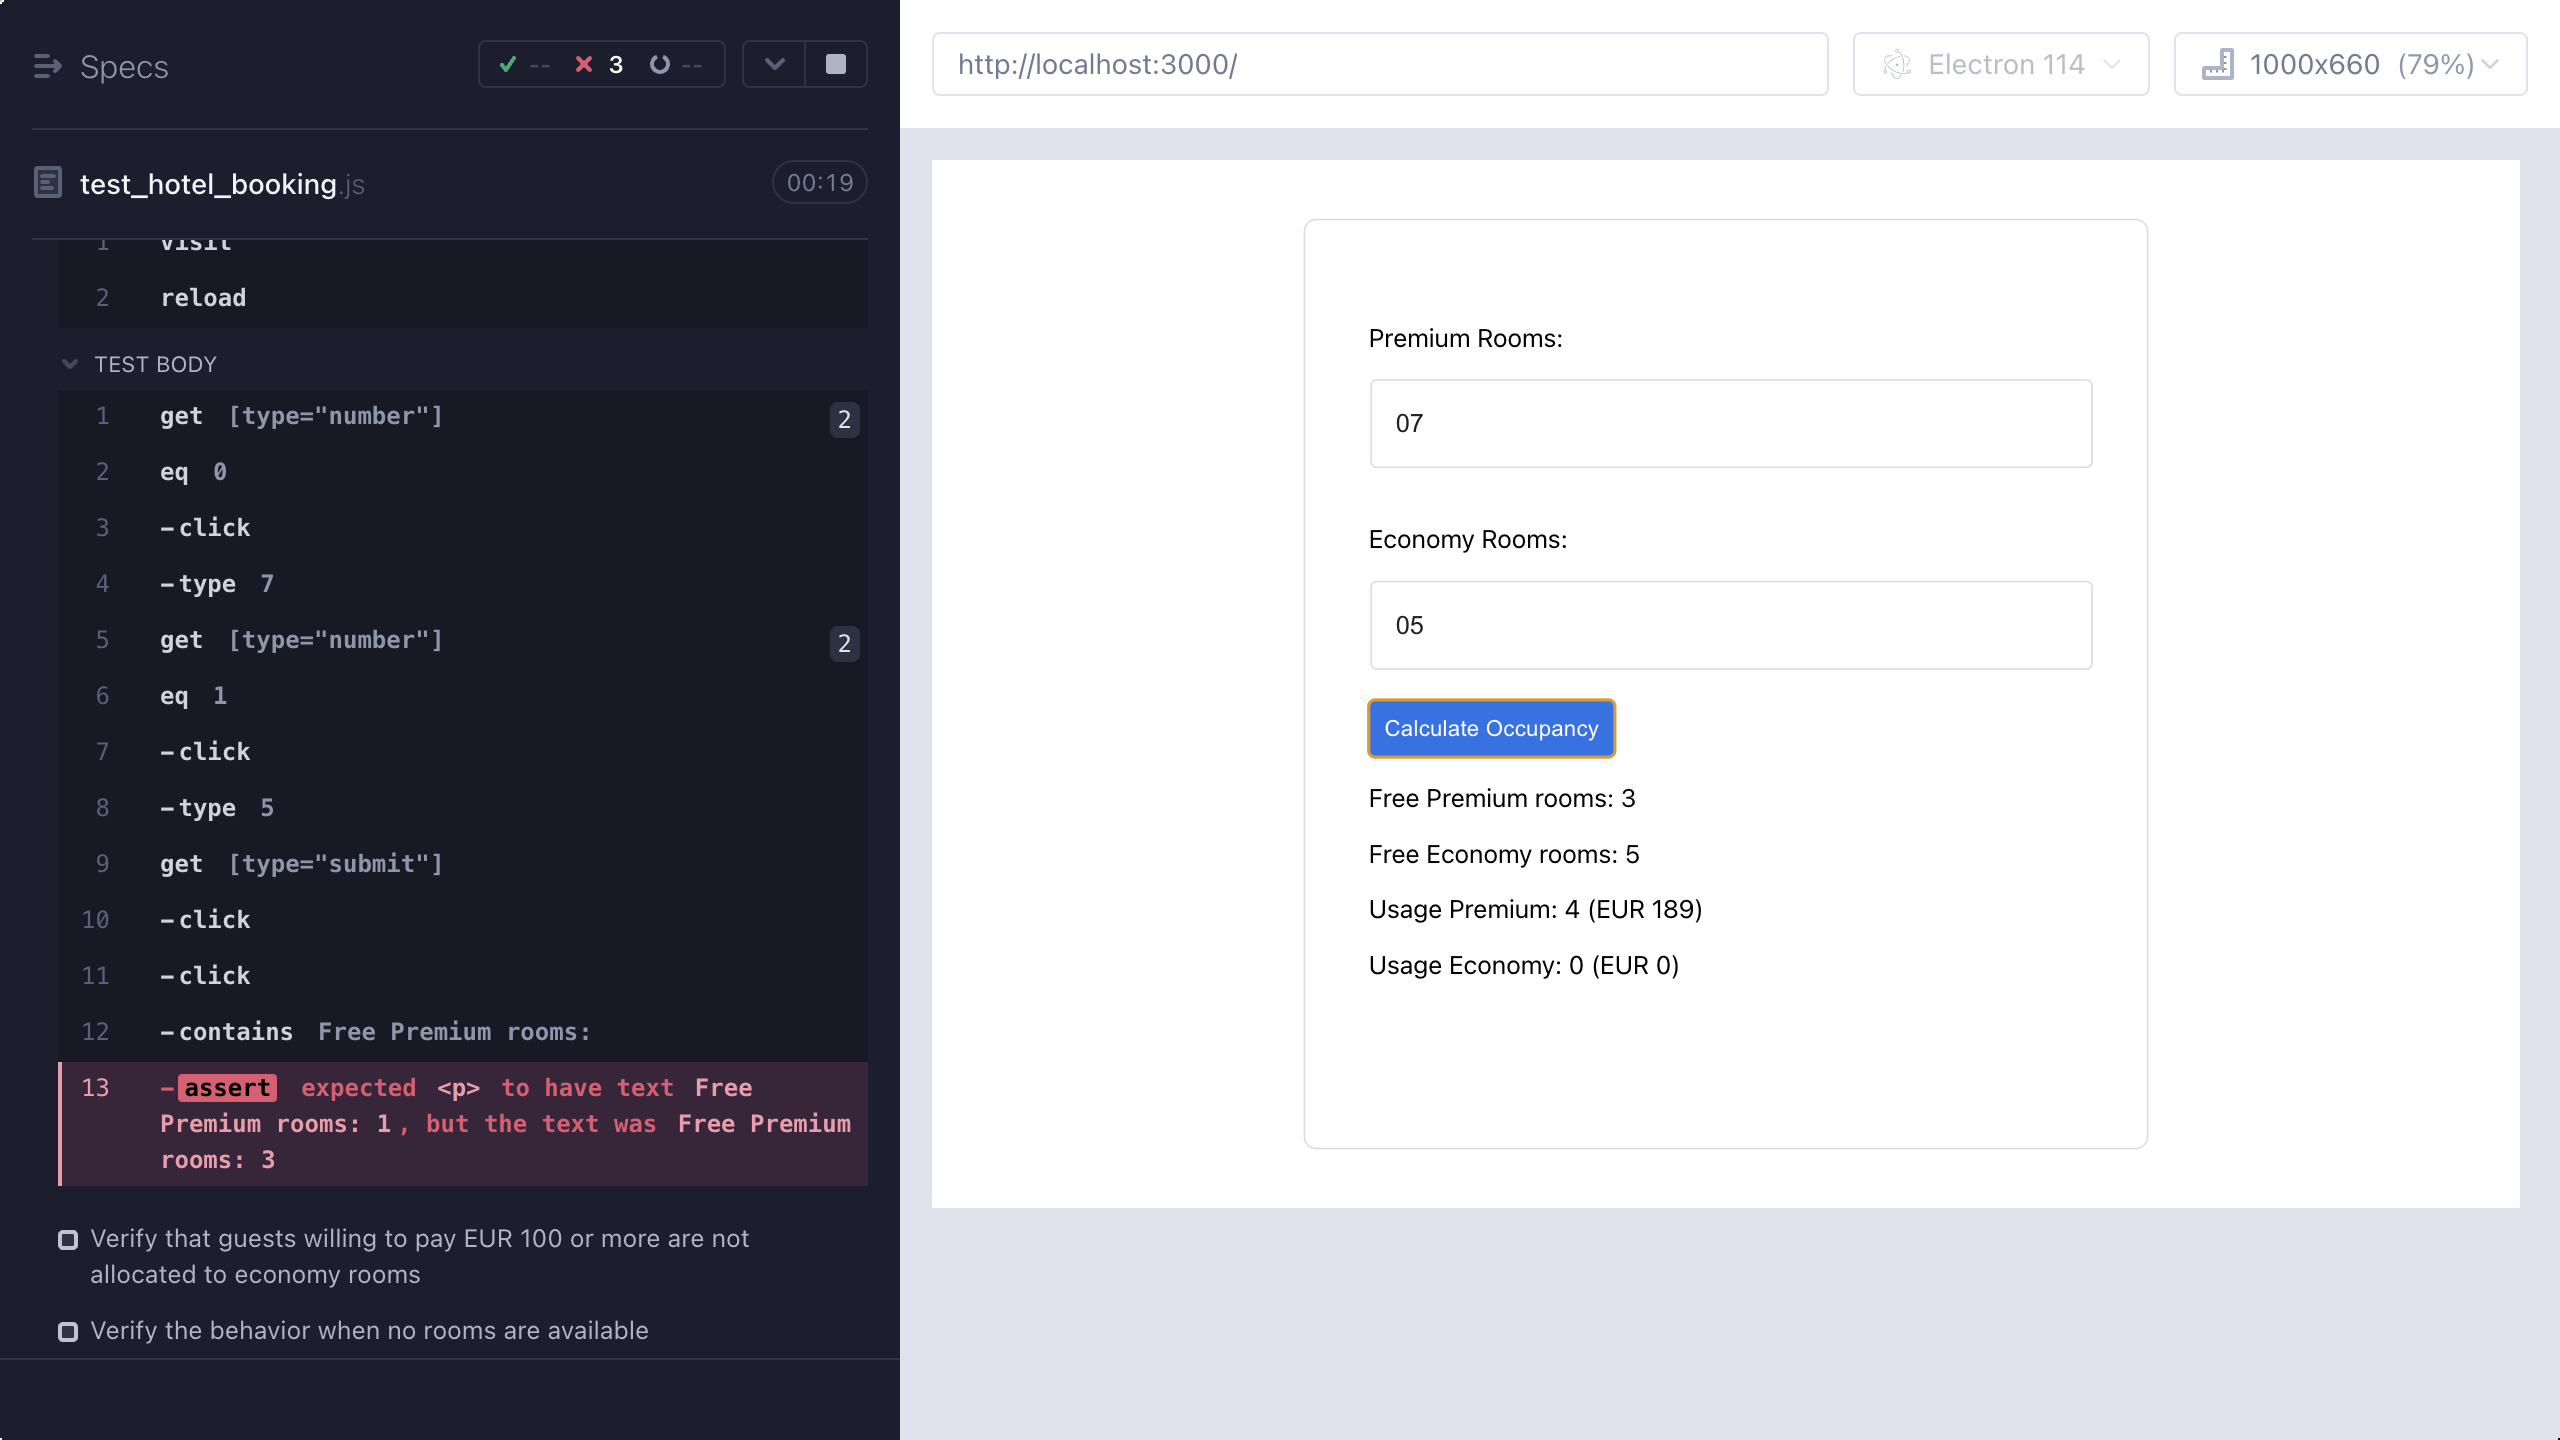 Specs
-- 3 --
test_hotel_booking.js 00:19
1 visit
2 reload
TEST BODY
1 get [type="number"] 2
2 eq 0
3 -click
4 -type 7
5 get [type="number"] 2
6 eq 1
7 -click
8 -type 5
9 get [type="submit"]
10 -click
11 -click
12 -contains Free Premium rooms:
13 -assert expected <p> to have text Free
Premium rooms: 1, but the text was Free Premium
rooms: 3
Verify that guests willing to pay EUR 100 or more are not
allocated to economy rooms
Verify the behavior when no rooms are available
http://localhost:3000/
Electron 114
1000x660 (79%)
Premium Rooms:
07
Economy Rooms:
05
Calculate Occupancy
Free Premium rooms: 3
Free Economy rooms: 5
Usage Premium: 4 (EUR 189)
Usage Economy: 0 (EUR 0)